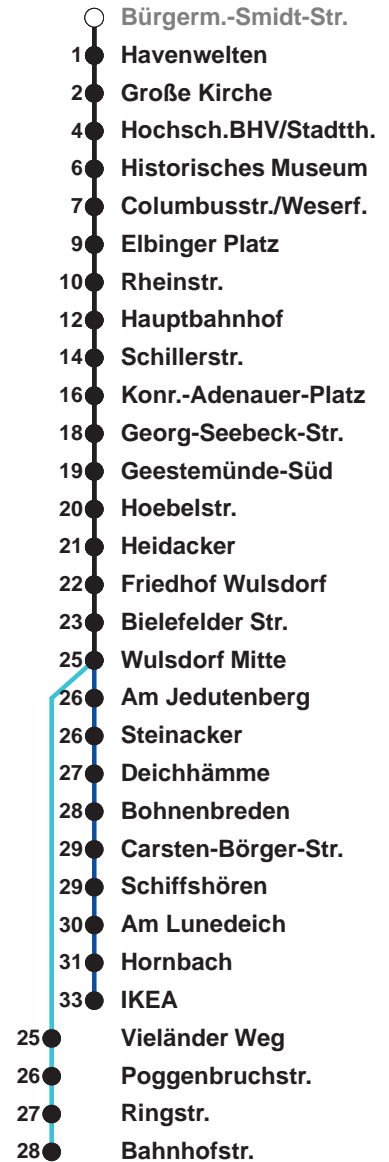 Bürgerm.-Smidt-Str.
1 Havenwelten
2 Große Kirche
4 Hochsch.BHV/Stadtth.
6 Historisches Museum
7 Columbusstr./Weserf.
9 Elbinger Platz
10 Rheinstr.
12 Hauptbahnhof
14 Schillerstr.
16 Konr.-Adenauer-Platz
18 Georg-Seebeck-Str.
19 Geestemünde-Süd
20 Hoebelstr.
21 Heidacker
22 Friedhof Wulsdorf
23 Bielefelder Str.
25 Wulsdorf Mitte
26 Am Jedutenberg
26 Steinacker
27 Deichhämme
28 Bohnenbreden
29 Carsten-Börger-Str.
29 Schiffshören
30 Am Lunedeich
31 Hornbach
33 IKEA
25 Vieländer Weg
26 Poggenbruchstr.
27 Ringstr.
28 Bahnhofstr.